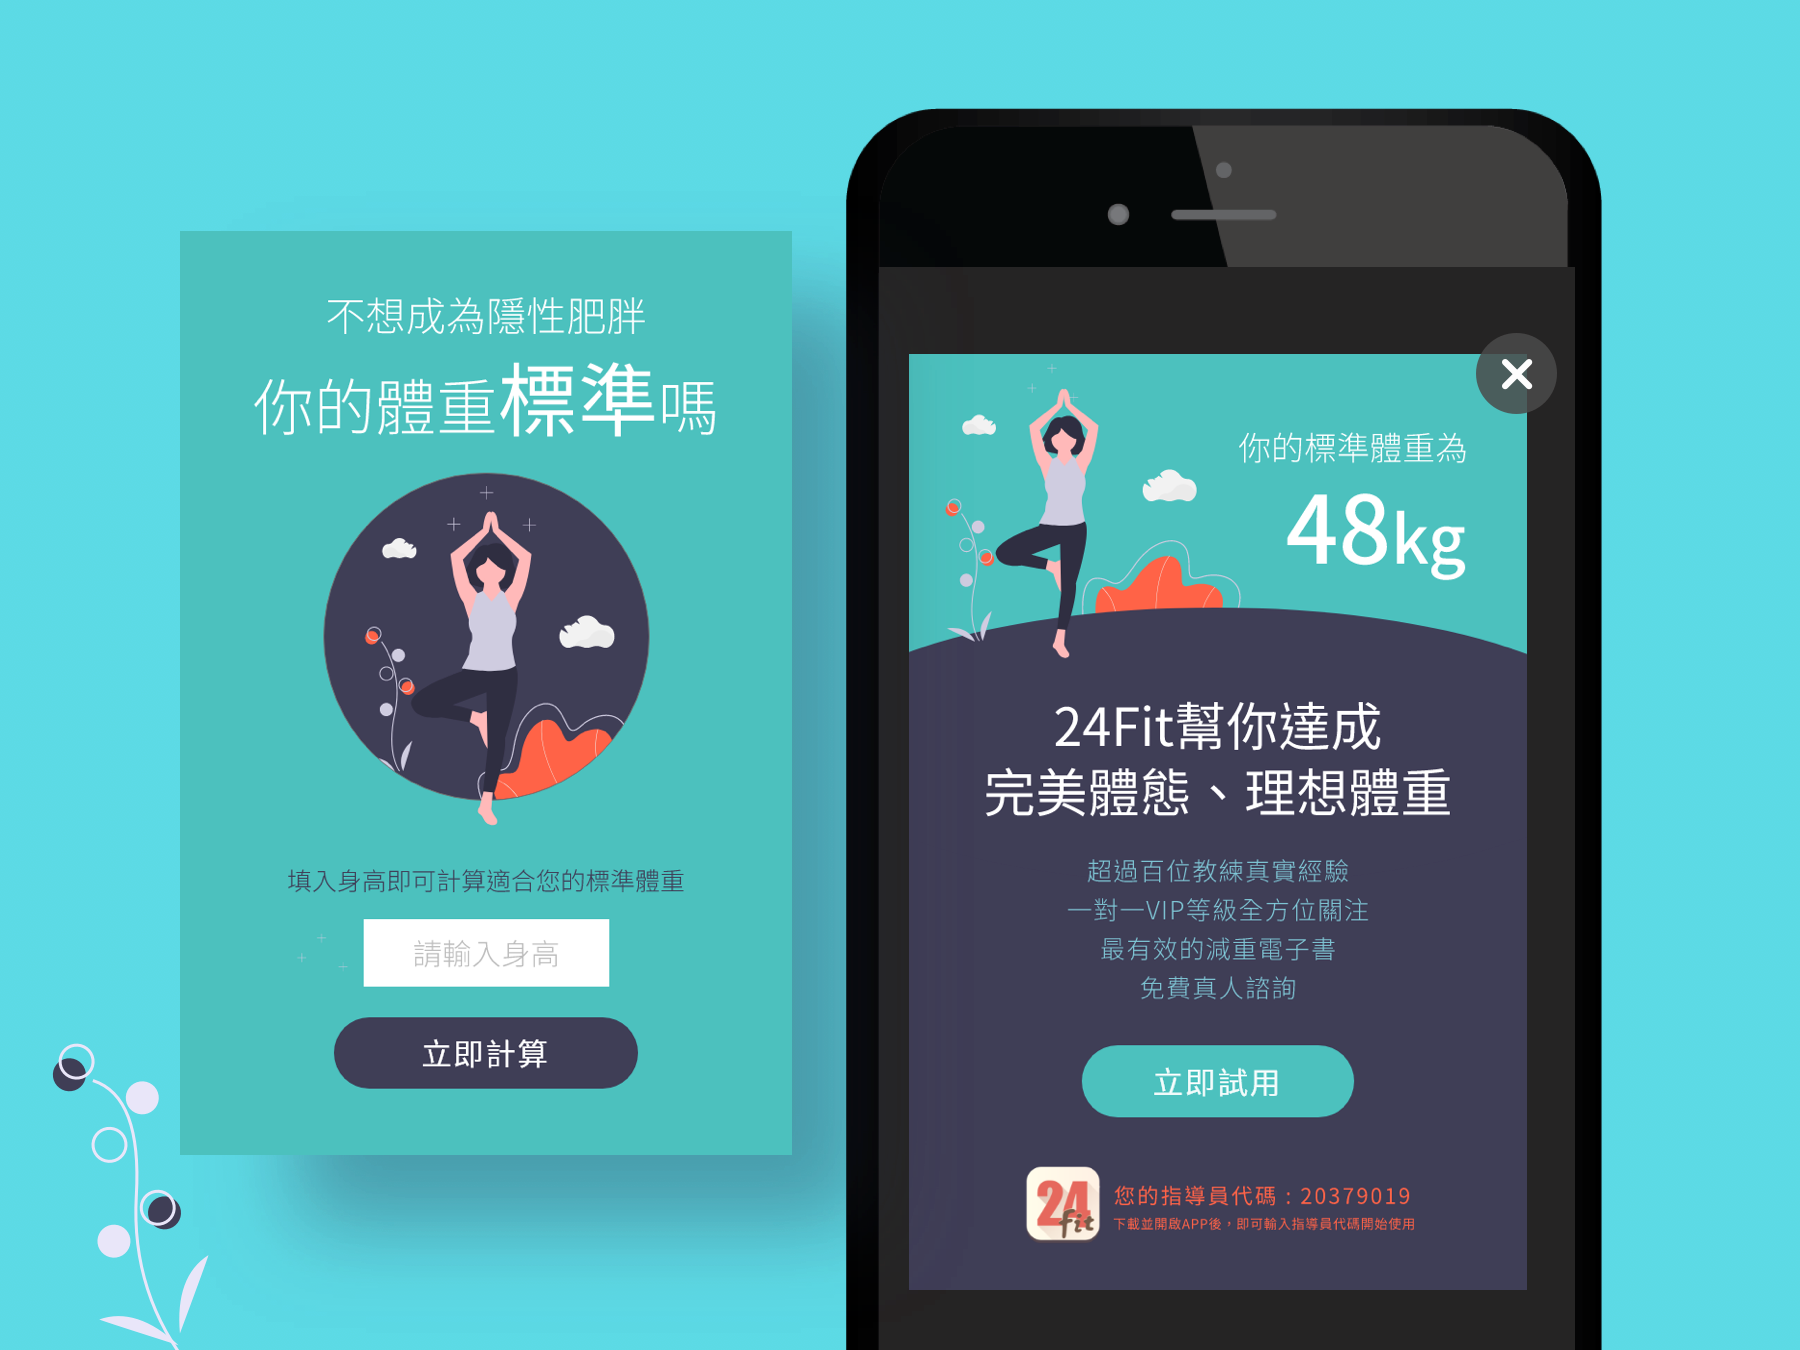 不想成為隱性肥胖
你的體重標準嗎
填入身高即可計算適合您的標準體重
請輸入身高
立即計算
你的標準體重為
48kg
24Fit幫你達成
完美體態、理想體重
超過百位教練真實經驗
一對一VIP等級全方位關注
最有效的減重電子書
免費真人諮詢
立即試用
24
Fit
您的指導員代碼：20379019
下載並開啟APP後，即可輸入指導員代碼開始使用